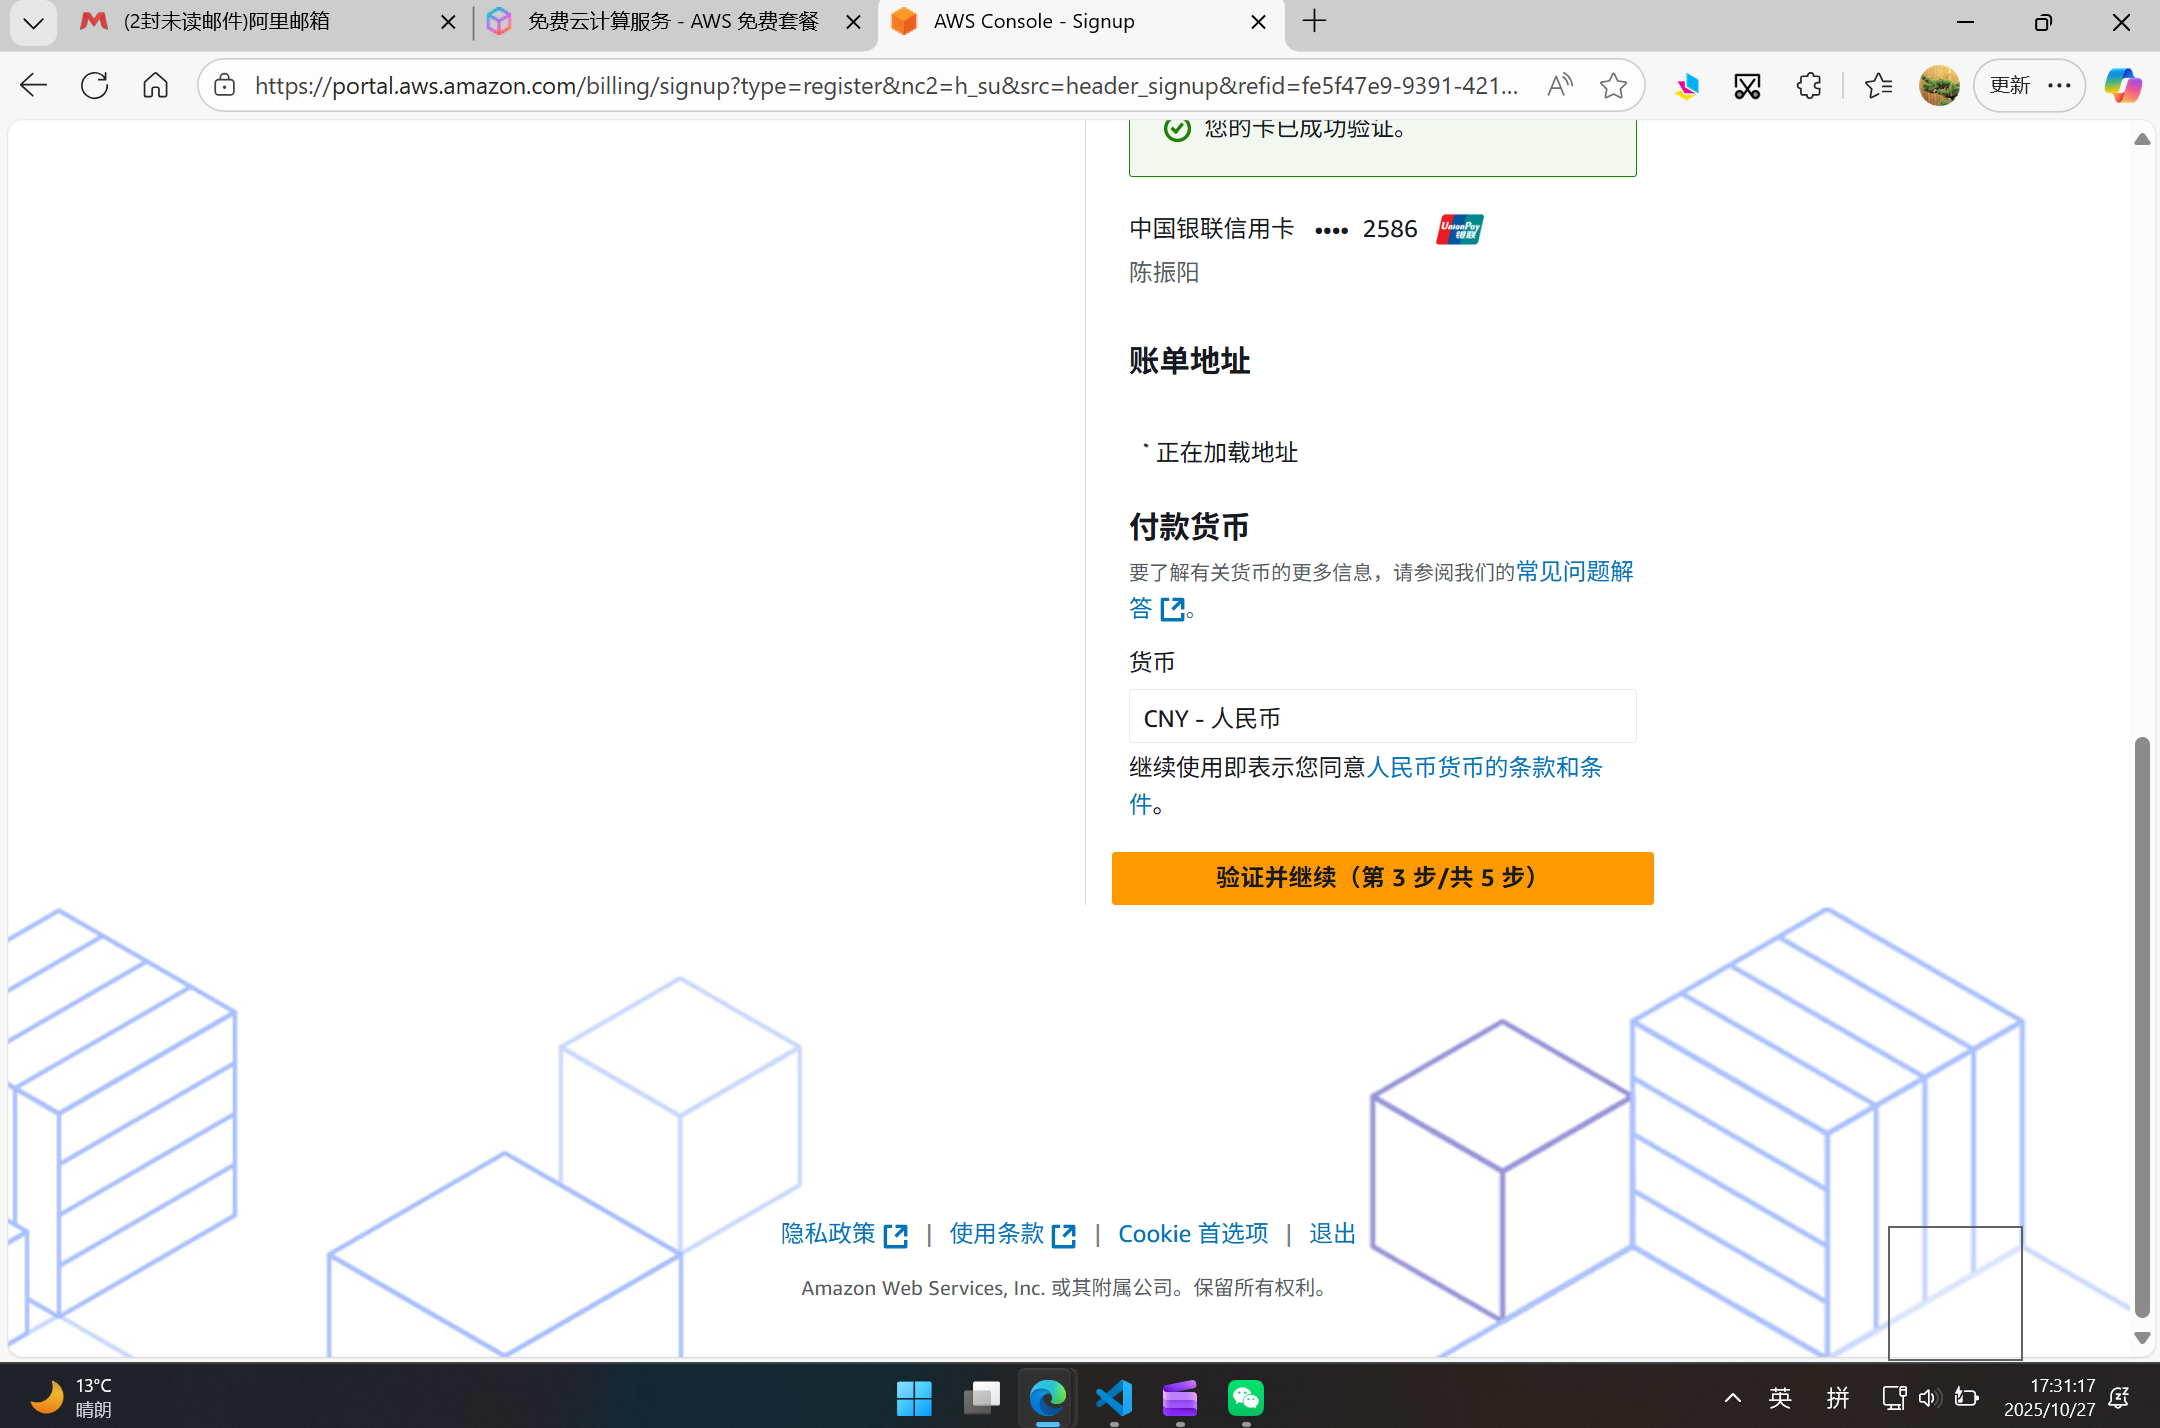 (2封未读邮件)阿里邮箱
免费云计算服务 - AWS 免费套餐
AWS Console - Signup
https://portal.aws.amazon.com/billing/signup?type=register&nc2=h_su&src=header_signup&refid=fe5f47e9-9391-421...
更新
您的卡已成功验证。
中国银联信用卡 •••• 2586 UnionPay 银联
陈振阳
账单地址
正在加载地址
付款货币
要了解有关货币的更多信息，请参阅我们的常见问题解
答。
货币
CNY - 人民币
继续使用即表示您同意人民币货币的条款和条
件。
验证并继续（第 3 步/共 5 步）
隐私政策 | 使用条款 | Cookie 首选项 | 退出
Amazon Web Services, Inc. 或其附属公司。保留所有权利。
13°C
晴朗
英
拼
17:31:17
2025/10/27